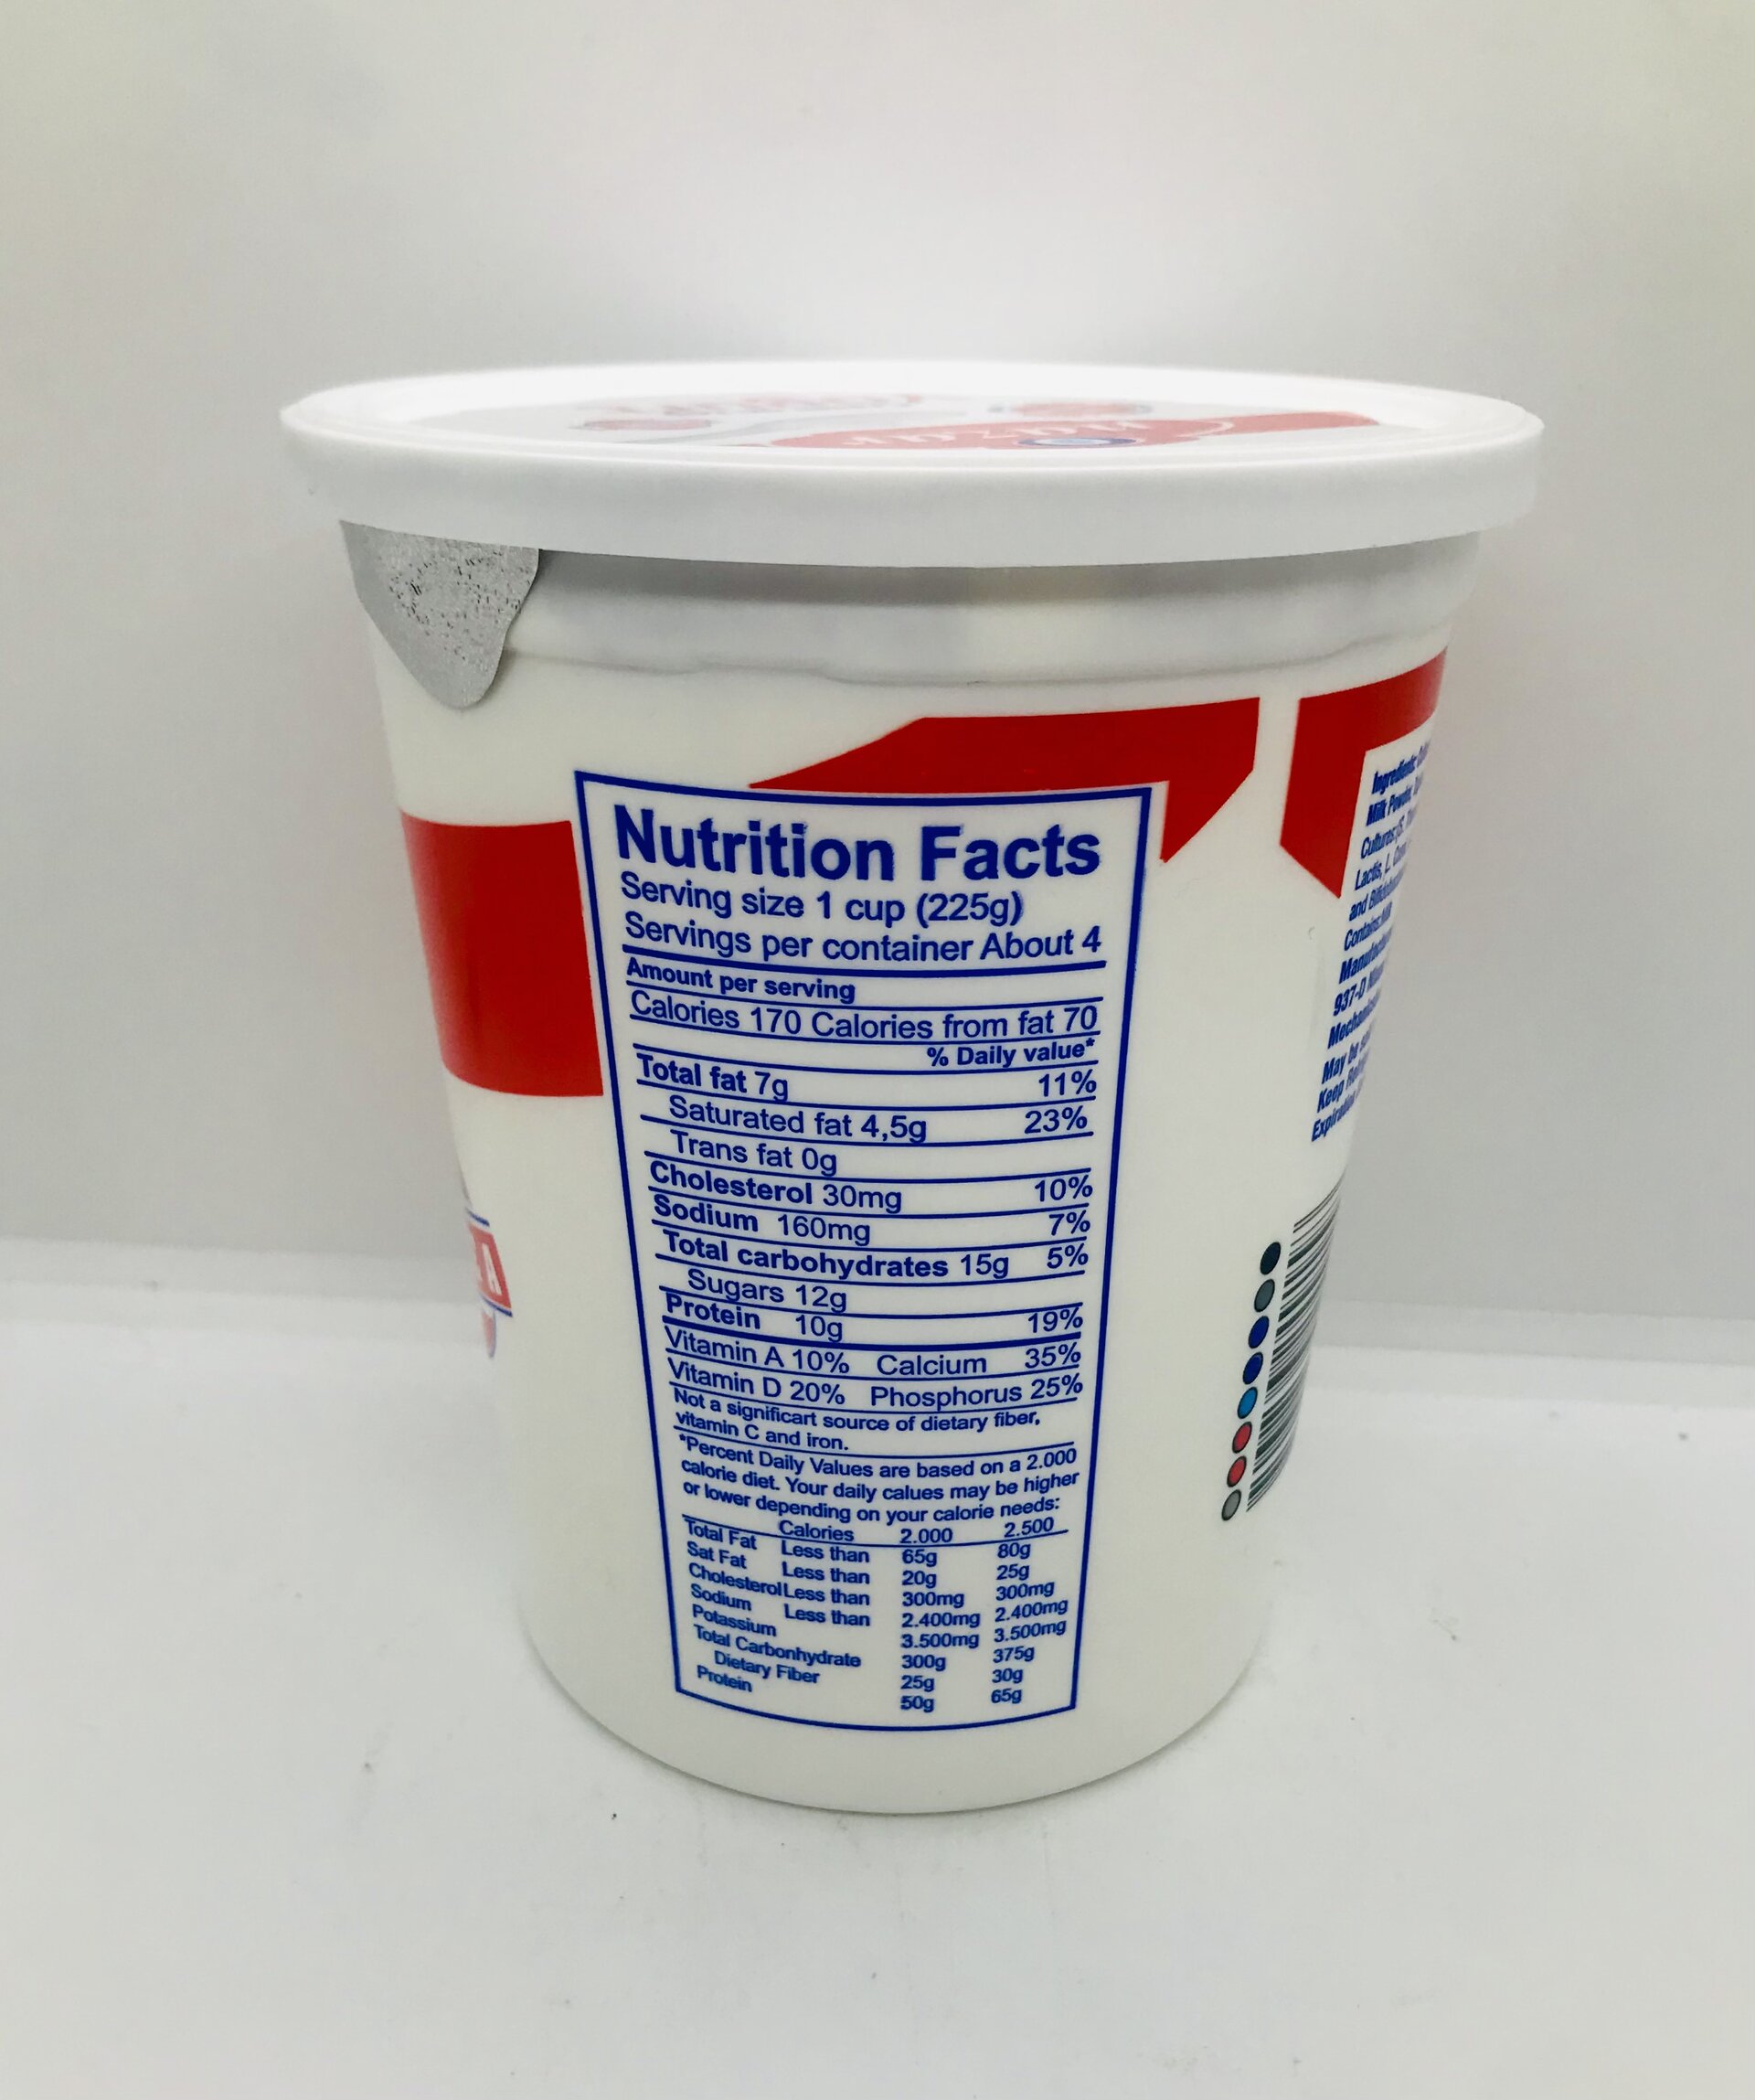 Nutrition Facts
Serving size 1 cup (225g)
Servings per container About 4
Amount per serving
Calories 170 Calories from fat 70
% Daily value*
Total fat 7g 11%
Saturated fat 4,5g 23%
Trans fat 0g
Cholesterol 30mg 10%
Sodium 160mg 7%
Total carbohydrates 15g 5%
Sugars 12g
Protein 10g 19%
Vitamin A 10% Calcium 35%
Vitamin D 20% Phosphorus 25%
Not a significart source of dietary fiber,
vitamin C and iron.
*Percent Daily Values are based on a 2.000
calorie diet. Your daily calues may be higher
or lower depending on your calorie needs:
Calories 2.000 2.500
Total Fat Less than 65g 80g
Sat Fat Less than 20g 25g
Cholesterol Less than 300mg 300mg
Sodium Less than 2.400mg 2.400mg
Potassium 3.500mg 3.500mg
Total Carbonhydrate 300g 375g
Dietary Fiber 25g 30g
Protein 50g 65g
Ingredients:
Milk
Cultures
Lactis, L.
and
Contains
937-D
May be
Keep